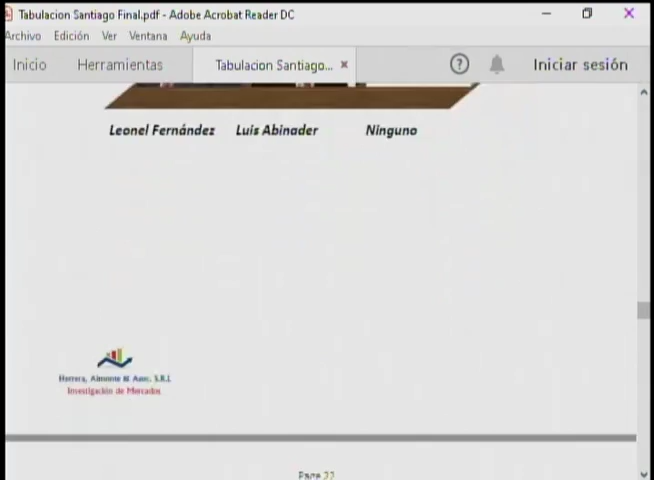 Tabulacion Santiago Final.pdf - Adobe Acrobat Reader DC
Archivo Edición Ver Ventana Ayuda
Inicio Herramientas Tabulacion Santiago... × ? Iniciar sesión
Leonel Fernández Luis Abinader Ninguno
Herrera, Almonte & Asoc, S.R.L
Investigación de Mercados